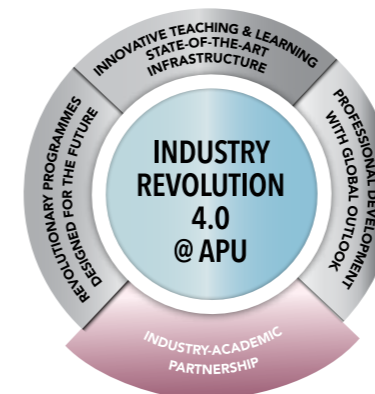 INNOVATIVE TEACHING & LEARNING
STATE-OF-THE-ART
INFRASTRUCTURE
REVOLUTIONARY PROGRAMMES
DESIGNED FOR THE FUTURE
INDUSTRY
REVOLUTION
4.0
@ APU
PROFESSIONAL DEVELOPMENT
WITH GLOBAL OUTLOOK
INDUSTRY-ACADEMIC
PARTNERSHIP